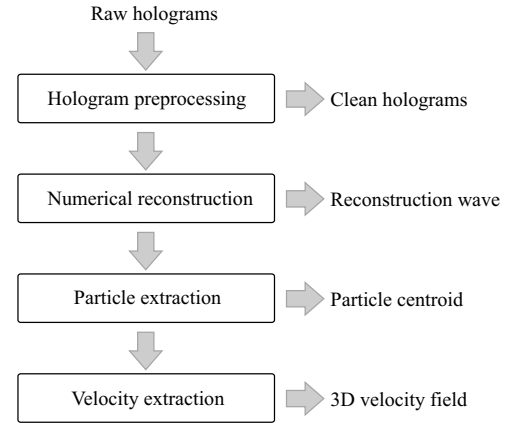 Raw holograms
Hologram preprocessing
Clean holograms
Numerical reconstruction
Reconstruction wave
Particle extraction
Particle centroid
Velocity extraction
3D velocity field